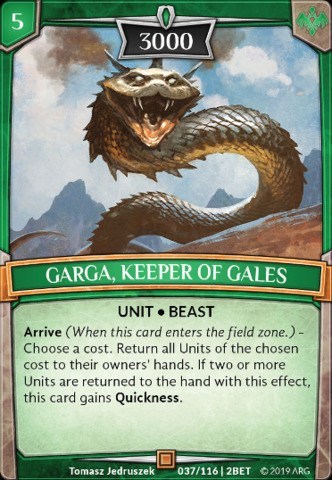 5
3000
GARGA, KEEPER OF GALES
UNIT • BEAST
Arrive (When this card enters the field zone.) -
Choose a cost. Return all Units of the chosen
cost to their owners' hands. If two or more
Units are returned to the hand with this effect,
this card gains Quickness.
Tomasz Jedruszek 037/116 | 2BET © 2019 ARG